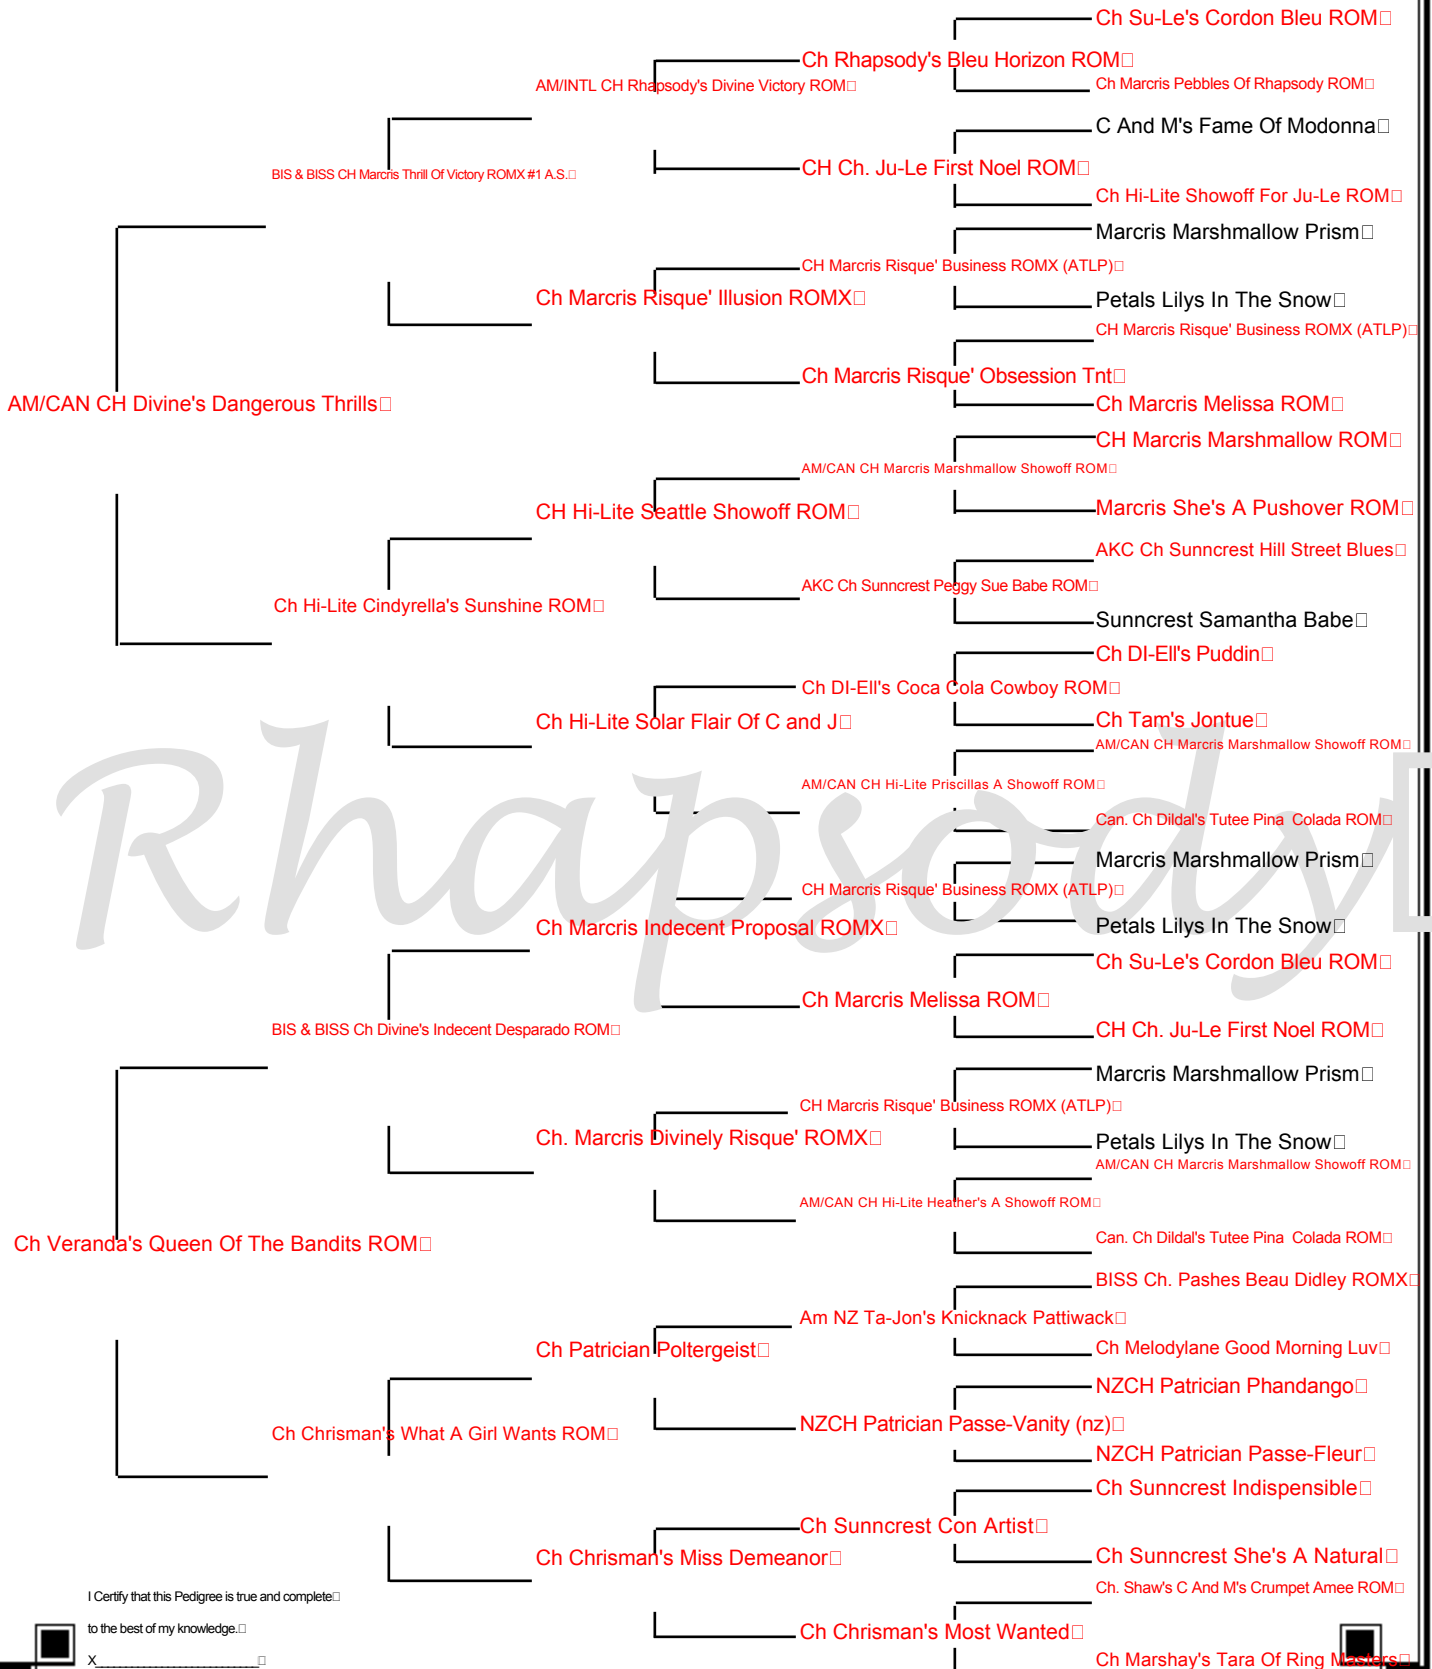 Ch Su-Le's Cordon Bleu ROM
Ch Rhapsody's Bleu Horizon ROM
AM/INTL CH Rhapsody's Divine Victory ROM
Ch Marcris Pebbles Of Rhapsody ROM
C And M's Fame Of Modonna
CH Ch. Ju-Le First Noel ROM
BIS & BISS CH Marcris Thrill Of Victory ROMX #1 A.S.
Ch Hi-Lite Showoff For Ju-Le ROM
Marcris Marshmallow Prism
CH Marcris Risque' Business ROMX (ATLP)
Ch Marcris Risque' Illusion ROMX
Petals Lilys In The Snow
CH Marcris Risque' Business ROMX (ATLP)
Ch Marcris Risque' Obsession Tnt
AM/CAN CH Divine's Dangerous Thrills
Ch Marcris Melissa ROM
CH Marcris Marshmallow ROM
AM/CAN CH Marcris Marshmallow Showoff ROM
CH Hi-Lite Seattle Showoff ROM
Marcris She's A Pushover ROM
AKC Ch Sunncrest Hill Street Blues
AKC Ch Sunncrest Peggy Sue Babe ROM
Ch Hi-Lite Cindyrella's Sunshine ROM
Sunncrest Samantha Babe
Ch DI-Ell's Puddin
Ch DI-Ell's Coca Cola Cowboy ROM
Ch Hi-Lite Solar Flair Of C and J
Ch Tam's Jontue
AM/CAN CH Marcris Marshmallow Showoff ROM
AM/CAN CH Hi-Lite Priscillas A Showoff ROM
Can. Ch Dildal's Tutee Pina Colada ROM
Rhapsody
Marcris Marshmallow Prism
CH Marcris Risque' Business ROMX (ATLP)
Ch Marcris Indecent Proposal ROMX
Petals Lilys In The Snow
Ch Su-Le's Cordon Bleu ROM
Ch Marcris Melissa ROM
BIS & BISS Ch Divine's Indecent Desparado ROM
CH Ch. Ju-Le First Noel ROM
Marcris Marshmallow Prism
CH Marcris Risque' Business ROMX (ATLP)
Ch. Marcris Divinely Risque' ROMX
Petals Lilys In The Snow
AM/CAN CH Marcris Marshmallow Showoff ROM
AM/CAN CH Hi-Lite Heather's A Showoff ROM
Can. Ch Dildal's Tutee Pina Colada ROM
Ch Veranda's Queen Of The Bandits ROM
BISS Ch. Pashes Beau Didley ROMX
Am NZ Ta-Jon's Knicknack Pattiwack
Ch Patrician Poltergeist
Ch Melodylane Good Morning Luv
NZCH Patrician Phandango
NZCH Patrician Passe-Vanity (nz)
Ch Chrisman's What A Girl Wants ROM
NZCH Patrician Passe-Fleur
Ch Sunncrest Indispensible
Ch Sunncrest Con Artist
Ch Chrisman's Miss Demeanor
Ch Sunncrest She's A Natural
Ch. Shaw's C And M's Crumpet Amee ROM
Ch Chrisman's Most Wanted
Ch Marshay's Tara Of Ring Masters
I Certify that this Pedigree is true and complete
to the best of my knowledge.
X___________________________